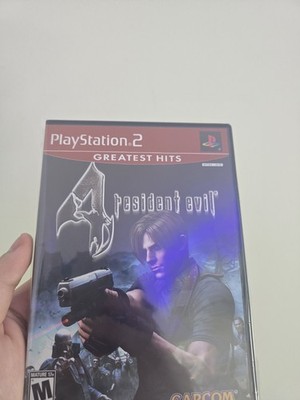 PlayStation 2
GREATEST HITS
4
resident evil
MATURE 17+
M
CAPCOM